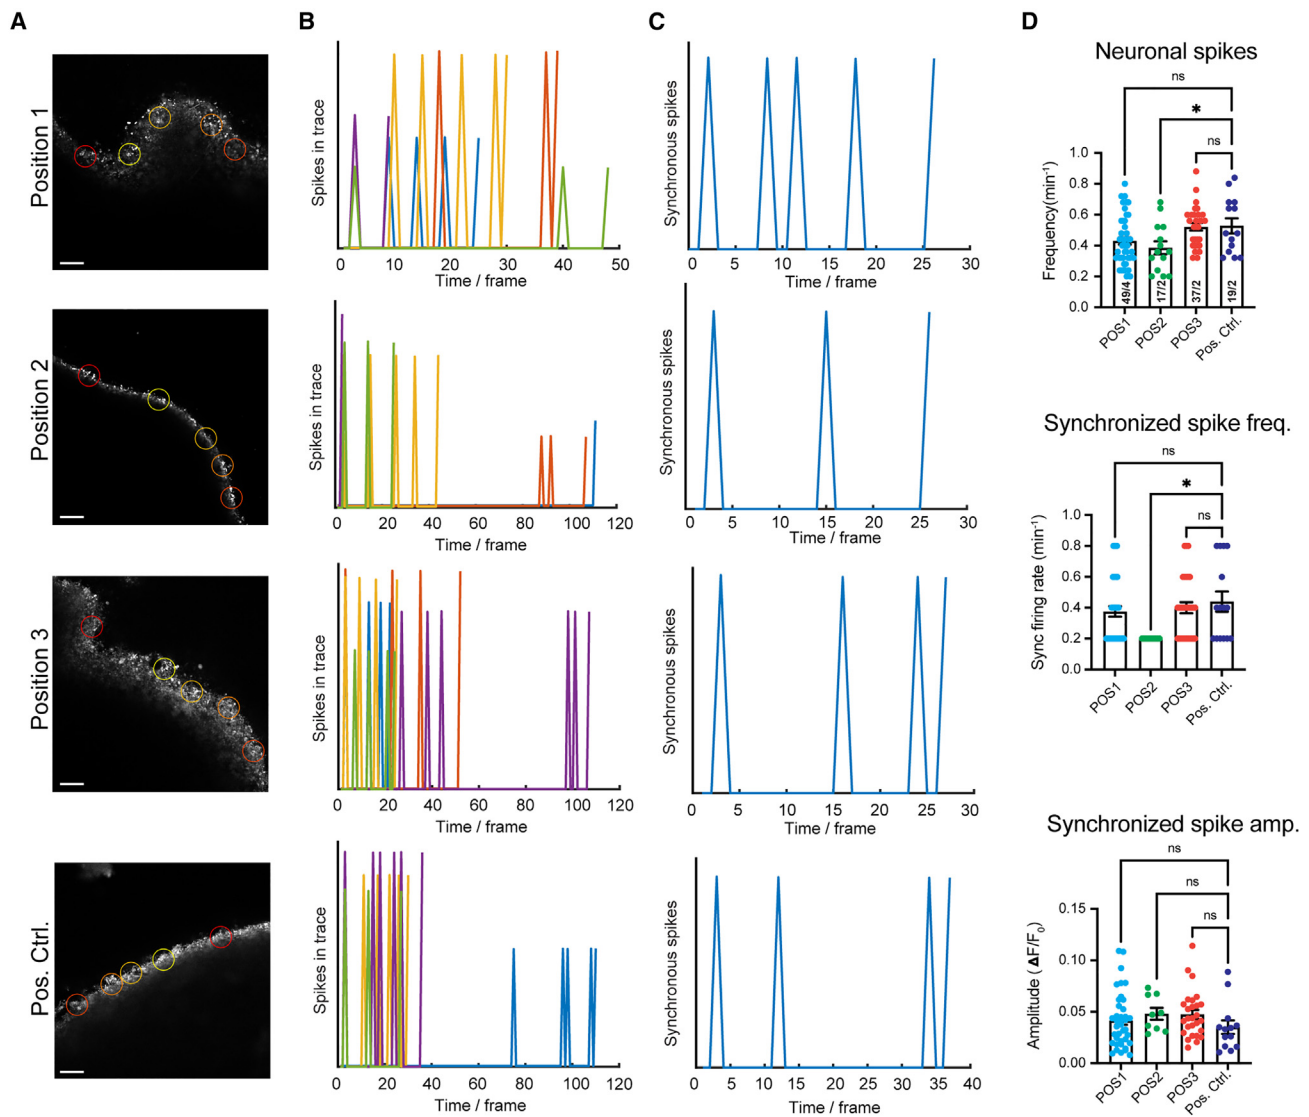 A
B
C
D
Position 1
Spikes in trace
0 10 20 30 40 50
Time / frame
Synchronous spikes
0 5 10 15 20 25 30
Time / frame
Neuronal spikes
ns
*
ns
Frequency(min⁻¹)
1.0
0.8
0.6
0.4
0.2
0.0
49/4
17/2
37/2
19/2
POS1
POS2
POS3
Pos. Ctrl.
Position 2
Spikes in trace
0 20 40 60 80 100 120
Time / frame
Synchronous spikes
0 5 10 15 20 25 30
Time / frame
Synchronized spike freq.
ns
*
ns
Sync firing rate (min⁻¹)
1.0
0.8
0.6
0.4
0.2
0.0
POS1
POS2
POS3
Pos. Ctrl.
Position 3
Spikes in trace
0 20 40 60 80 100 120
Time / frame
Synchronous spikes
0 5 10 15 20 25 30
Time / frame
Pos. Ctrl.
Spikes in trace
0 20 40 60 80 100 120
Time / frame
Synchronous spikes
0 5 10 15 20 25 30 35 40
Time / frame
Synchronized spike amp.
ns
ns
ns
Amplitude ( ΔF/F₀)
0.15
0.10
0.05
0.00
POS1
POS2
POS3
Pos. Ctrl.